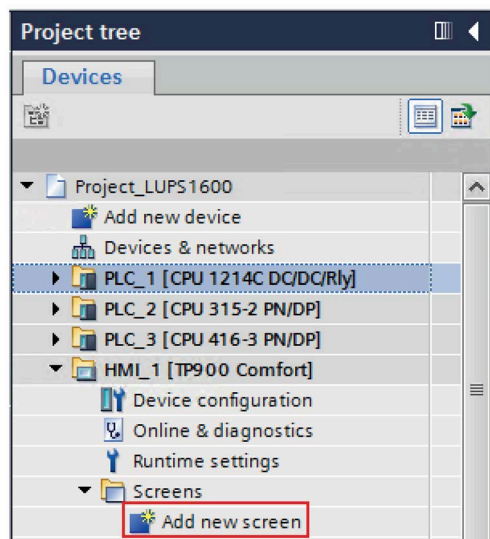 Project tree
Devices
Project_LUPS1600
Add new device
Devices & networks
PLC_1 [CPU 1214C DC/DC/Rly]
PLC_2 [CPU 315-2 PN/DP]
PLC_3 [CPU 416-3 PN/DP]
HMI_1 [TP900 Comfort]
Device configuration
Online & diagnostics
Runtime settings
Screens
Add new screen